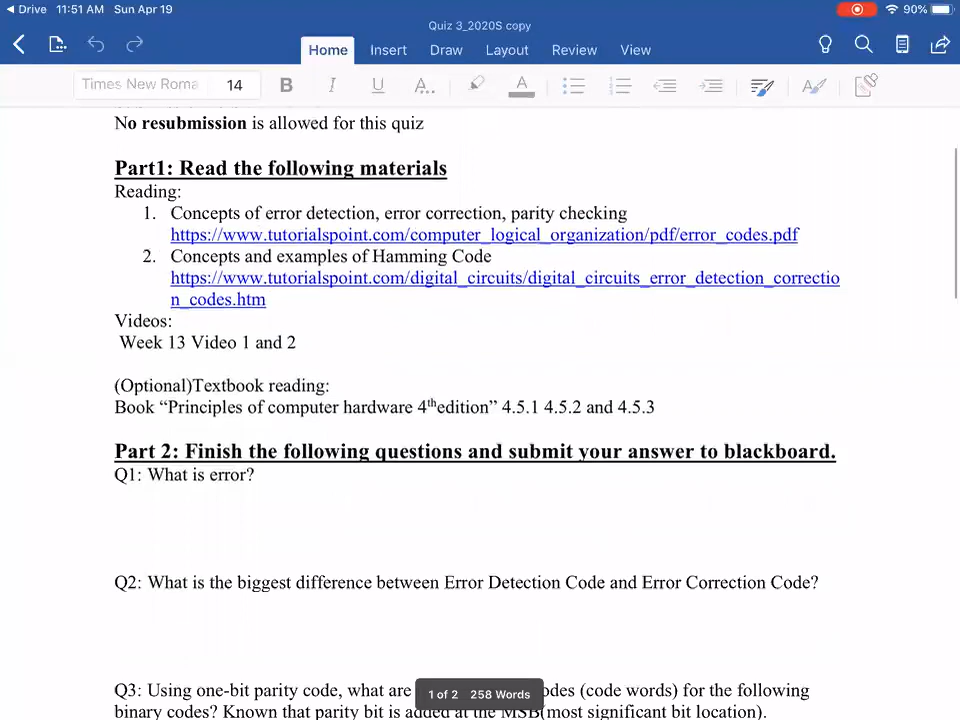 Drive 11:51 AM Sun Apr 19
90%
Quiz 3_2020S copy
Home Insert Draw Layout Review View
Times New Roma 14 B I U A..  A
No resubmission is allowed for this quiz
Part1: Read the following materials
Reading:
1. Concepts of error detection, error correction, parity checking
https://www.tutorialspoint.com/computer_logical_organization/pdf/error_codes.pdf
2. Concepts and examples of Hamming Code
https://www.tutorialspoint.com/digital_circuits/digital_circuits_error_detection_correctio
n_codes.htm
Videos:
Week 13 Video 1 and 2
(Optional)Textbook reading:
Book “Principles of computer hardware 4thedition” 4.5.1 4.5.2 and 4.5.3
Part 2: Finish the following questions and submit your answer to blackboard.
Q1: What is error?
Q2: What is the biggest difference between Error Detection Code and Error Correction Code?
Q3: Using one-bit parity code, what are odes (code words) for the following
1 of 2 258 Words
binary codes? Known that parity bit is added at the MSB(most significant bit location).